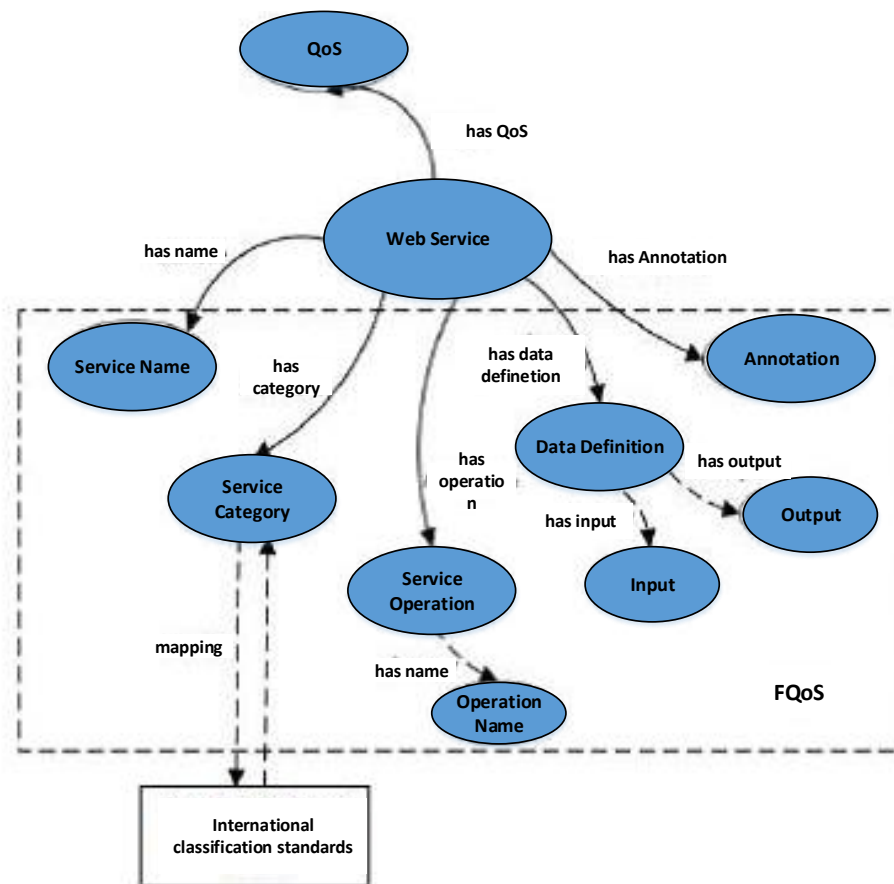 QoS
has QoS
Web Service
has name
has Annotation
Service Name
has
category
has data
definetion
Annotation
Data Definition
has output
Service
Category
has
operatio
n
has input
Output
Service
Operation
Input
mapping
has name
Operation
Name
FQoS
International
classification standards